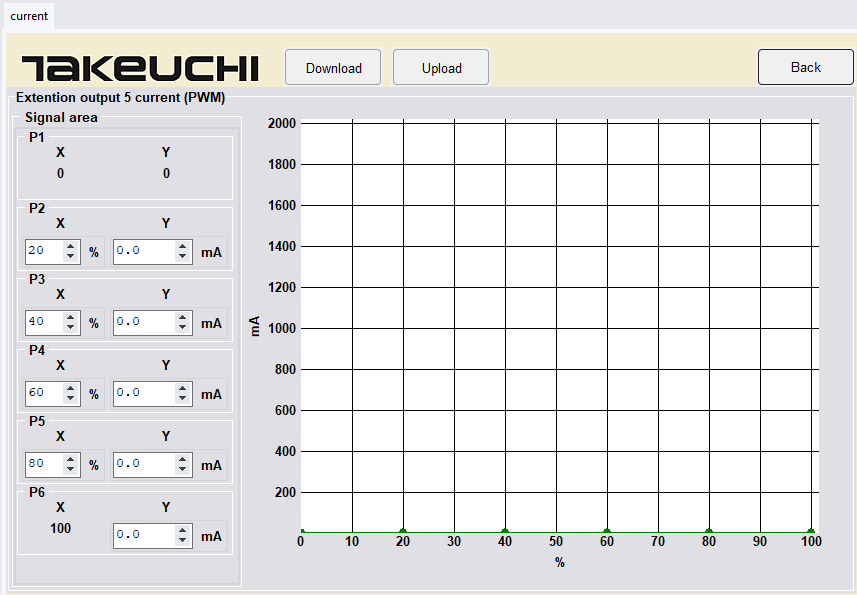 current
TAKEUCHI
Download
Upload
Back
Extention output 5 current (PWM)
Signal area
P1
X Y
0 0
P2
X Y
20 % 0.0 mA
P3
X Y
40 % 0.0 mA
P4
X Y
60 % 0.0 mA
P5
X Y
80 % 0.0 mA
P6
X Y
100 0.0 mA
2000
1800
1600
1400
1200
1000
800
600
400
200
mA
0 10 20 30 40 50 60 70 80 90 100
%